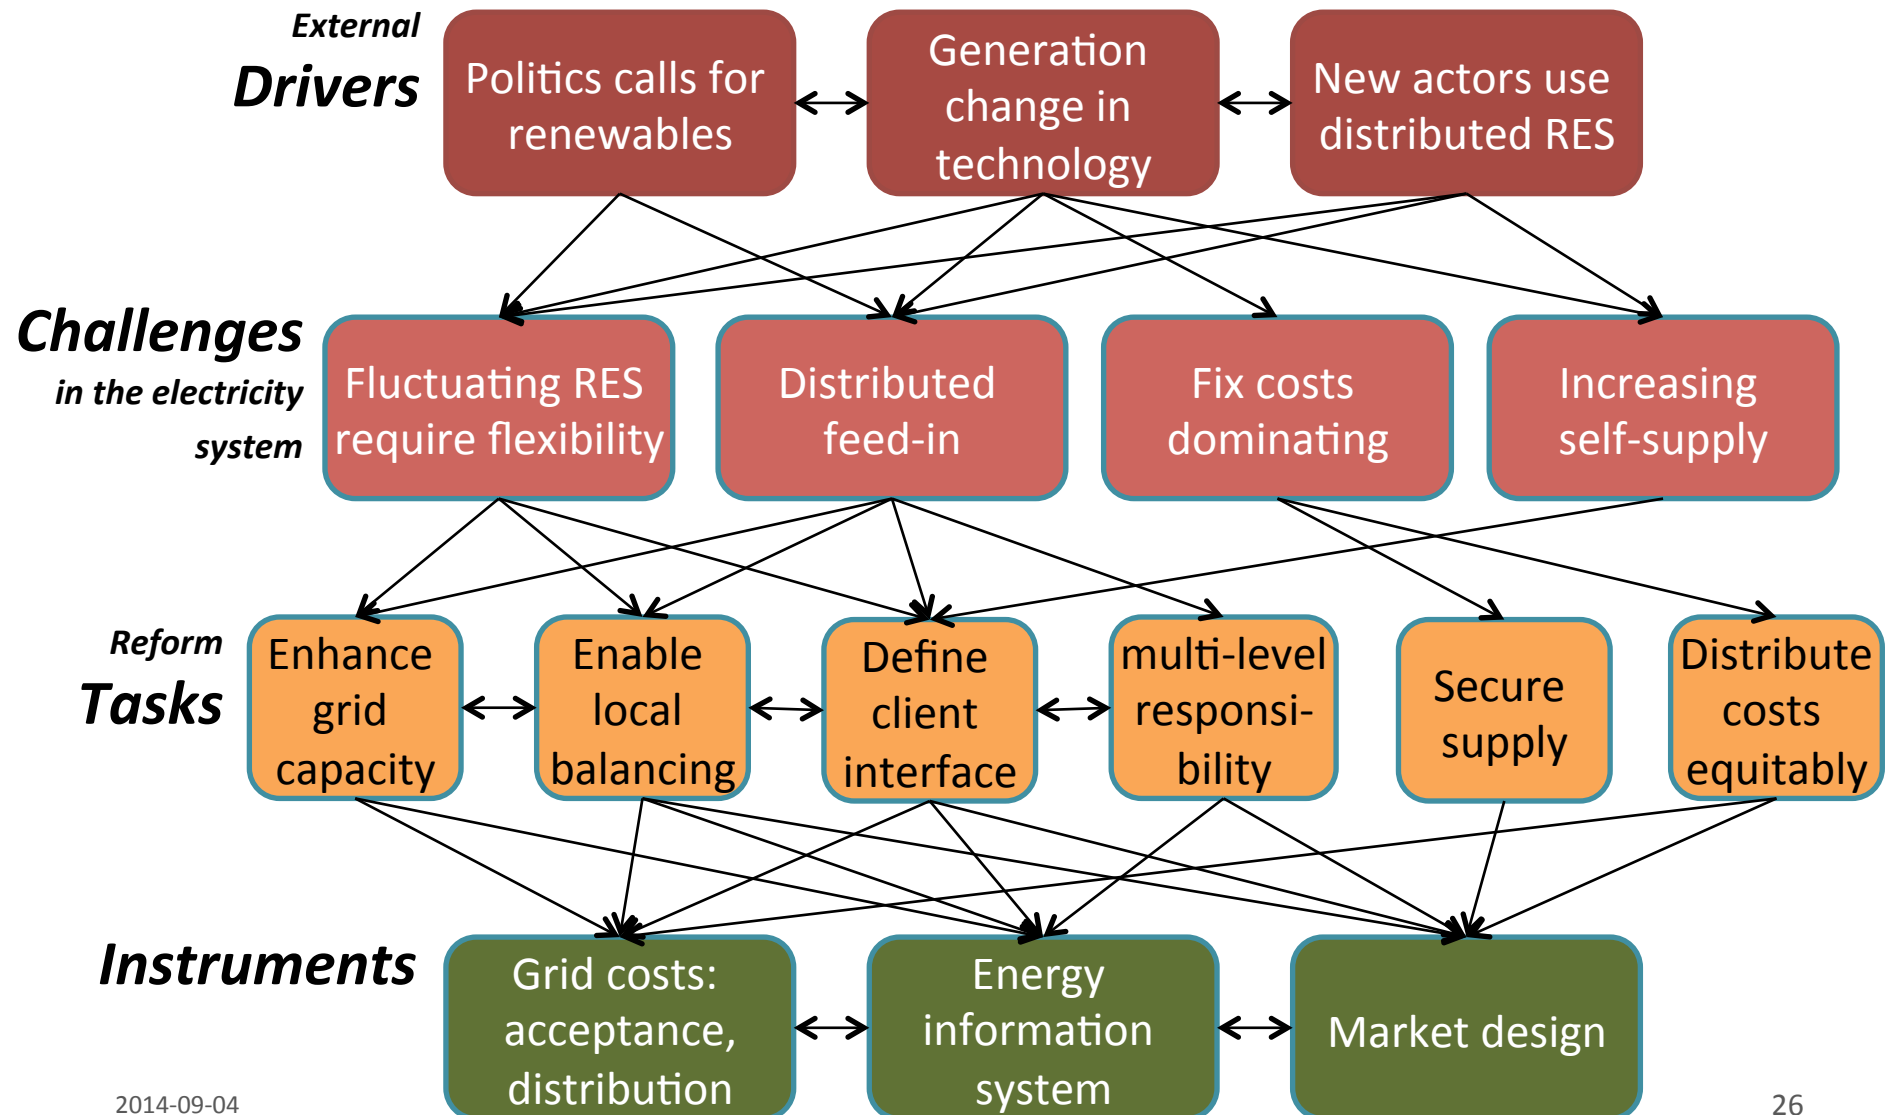 External
Drivers
Politics calls for
renewables
Generation
change in
technology
New actors use
distributed RES
Challenges
in the electricity
system
Fluctuating RES
require flexibility
Distributed
feed-in
Fix costs
dominating
Increasing
self-supply
Reform
Tasks
Enhance
grid
capacity
Enable
local
balancing
Define
client
interface
multi-level
responsi-
bility
Secure
supply
Distribute
costs
equitably
Instruments
Grid costs:
acceptance,
distribution
Energy
information
system
Market design
2014-09-04
26